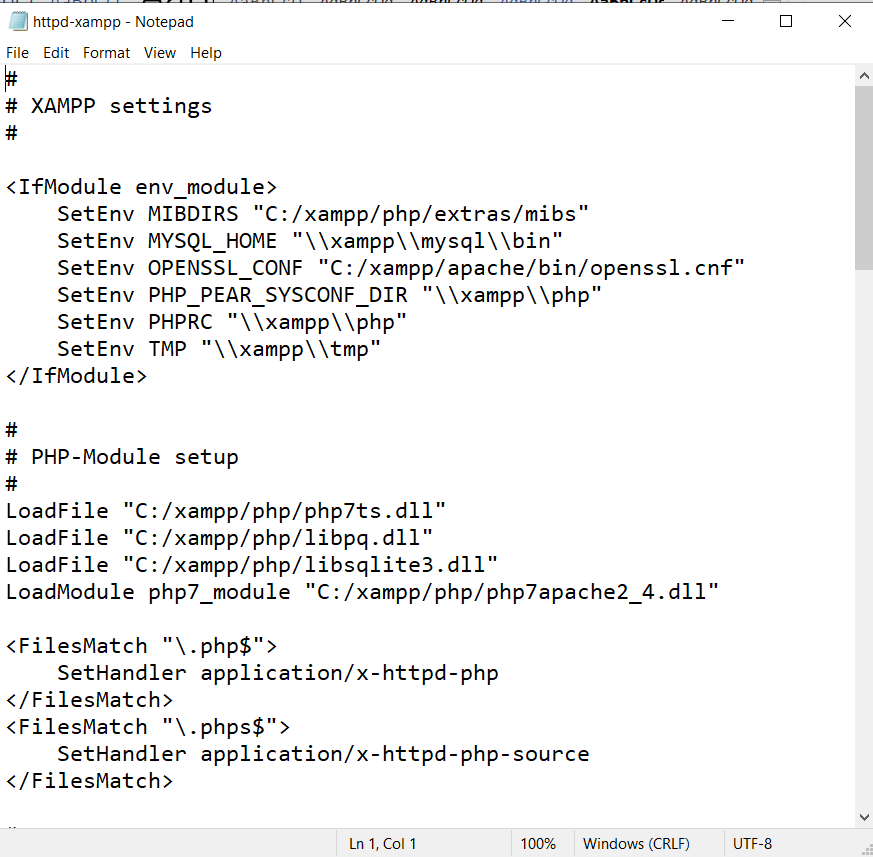 httpd-xampp - Notepad
File Edit Format View Help
#
# XAMPP settings
#
<IfModule env_module>
    SetEnv MIBDIRS "C:/xampp/php/extras/mibs"
    SetEnv MYSQL_HOME "\\xampp\\mysql\\bin"
    SetEnv OPENSSL_CONF "C:/xampp/apache/bin/openssl.cnf"
    SetEnv PHP_PEAR_SYSCONF_DIR "\\xampp\\php"
    SetEnv PHPRC "\\xampp\\php"
    SetEnv TMP "\\xampp\\tmp"
</IfModule>
#
# PHP-Module setup
#
LoadFile "C:/xampp/php/php7ts.dll"
LoadFile "C:/xampp/php/libpq.dll"
LoadFile "C:/xampp/php/libsqlite3.dll"
LoadModule php7_module "C:/xampp/php/php7apache2_4.dll"
<FilesMatch "\.php$">
    SetHandler application/x-httpd-php
</FilesMatch>
<FilesMatch "\.phps$">
    SetHandler application/x-httpd-php-source
</FilesMatch>
Ln 1, Col 1 100% Windows (CRLF) UTF-8